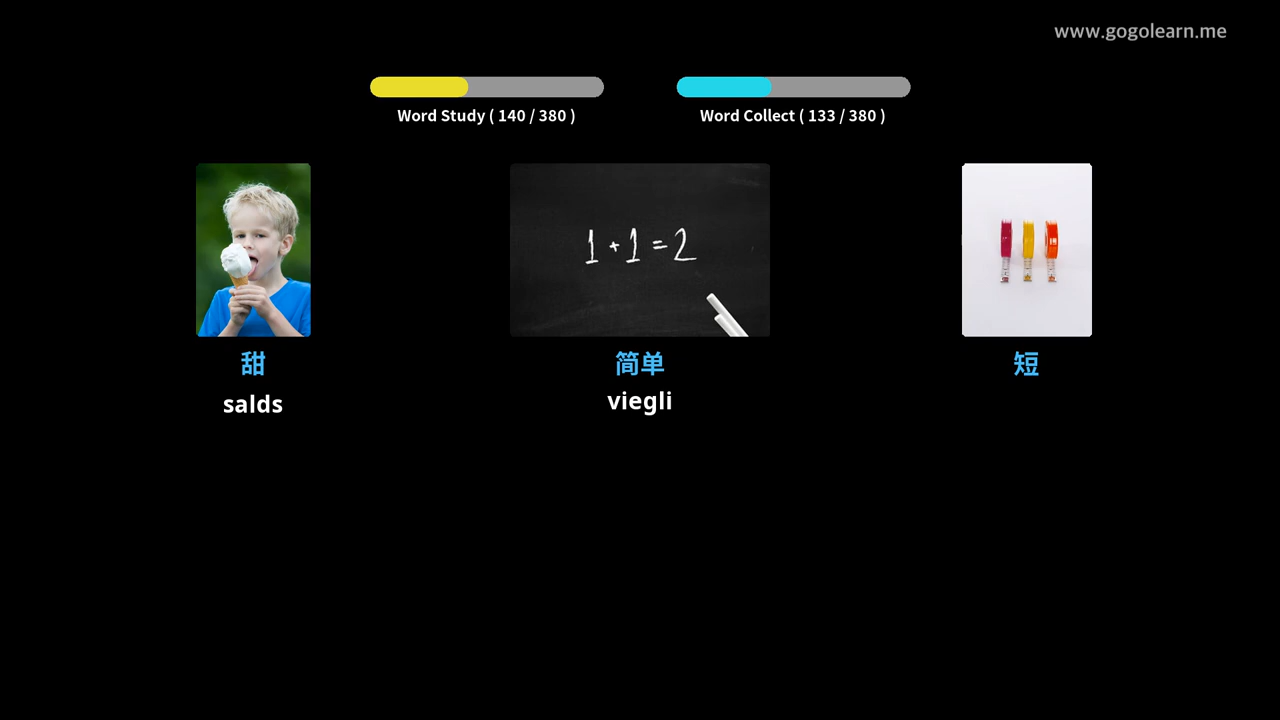 www.gogolearn.me
Word Study ( 140 / 380 )
Word Collect ( 133 / 380 )
1+1=2
甜
简单
短
salds
viegli